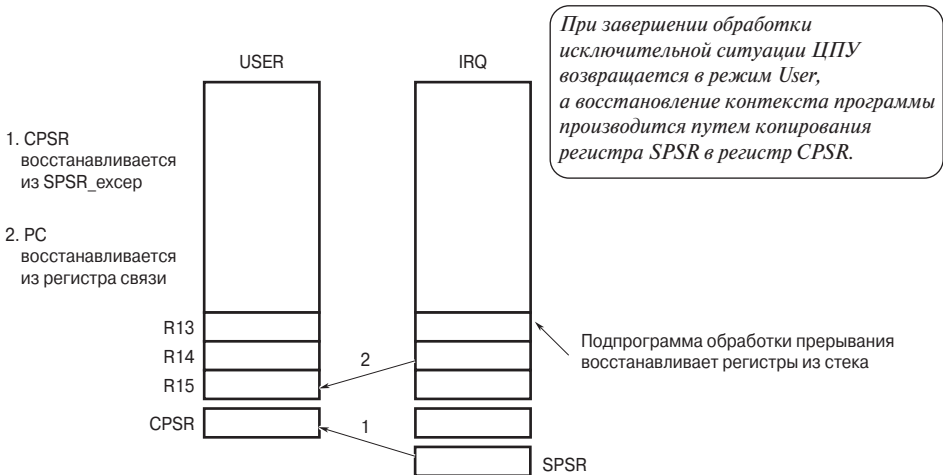 При завершении обработки
исключительной ситуации ЦПУ
возвращается в режим User,
а восстановление контекста программы
производится путем копирования
регистра SPSR в регистр CPSR.
USER
IRQ
1. CPSR
восстанавливается
из SPSR_excep
2. PC
восстанавливается
из регистра связи
R13
R14
R15
CPSR
2
1
Подпрограмма обработки прерывания
восстанавливает регистры из стека
SPSR